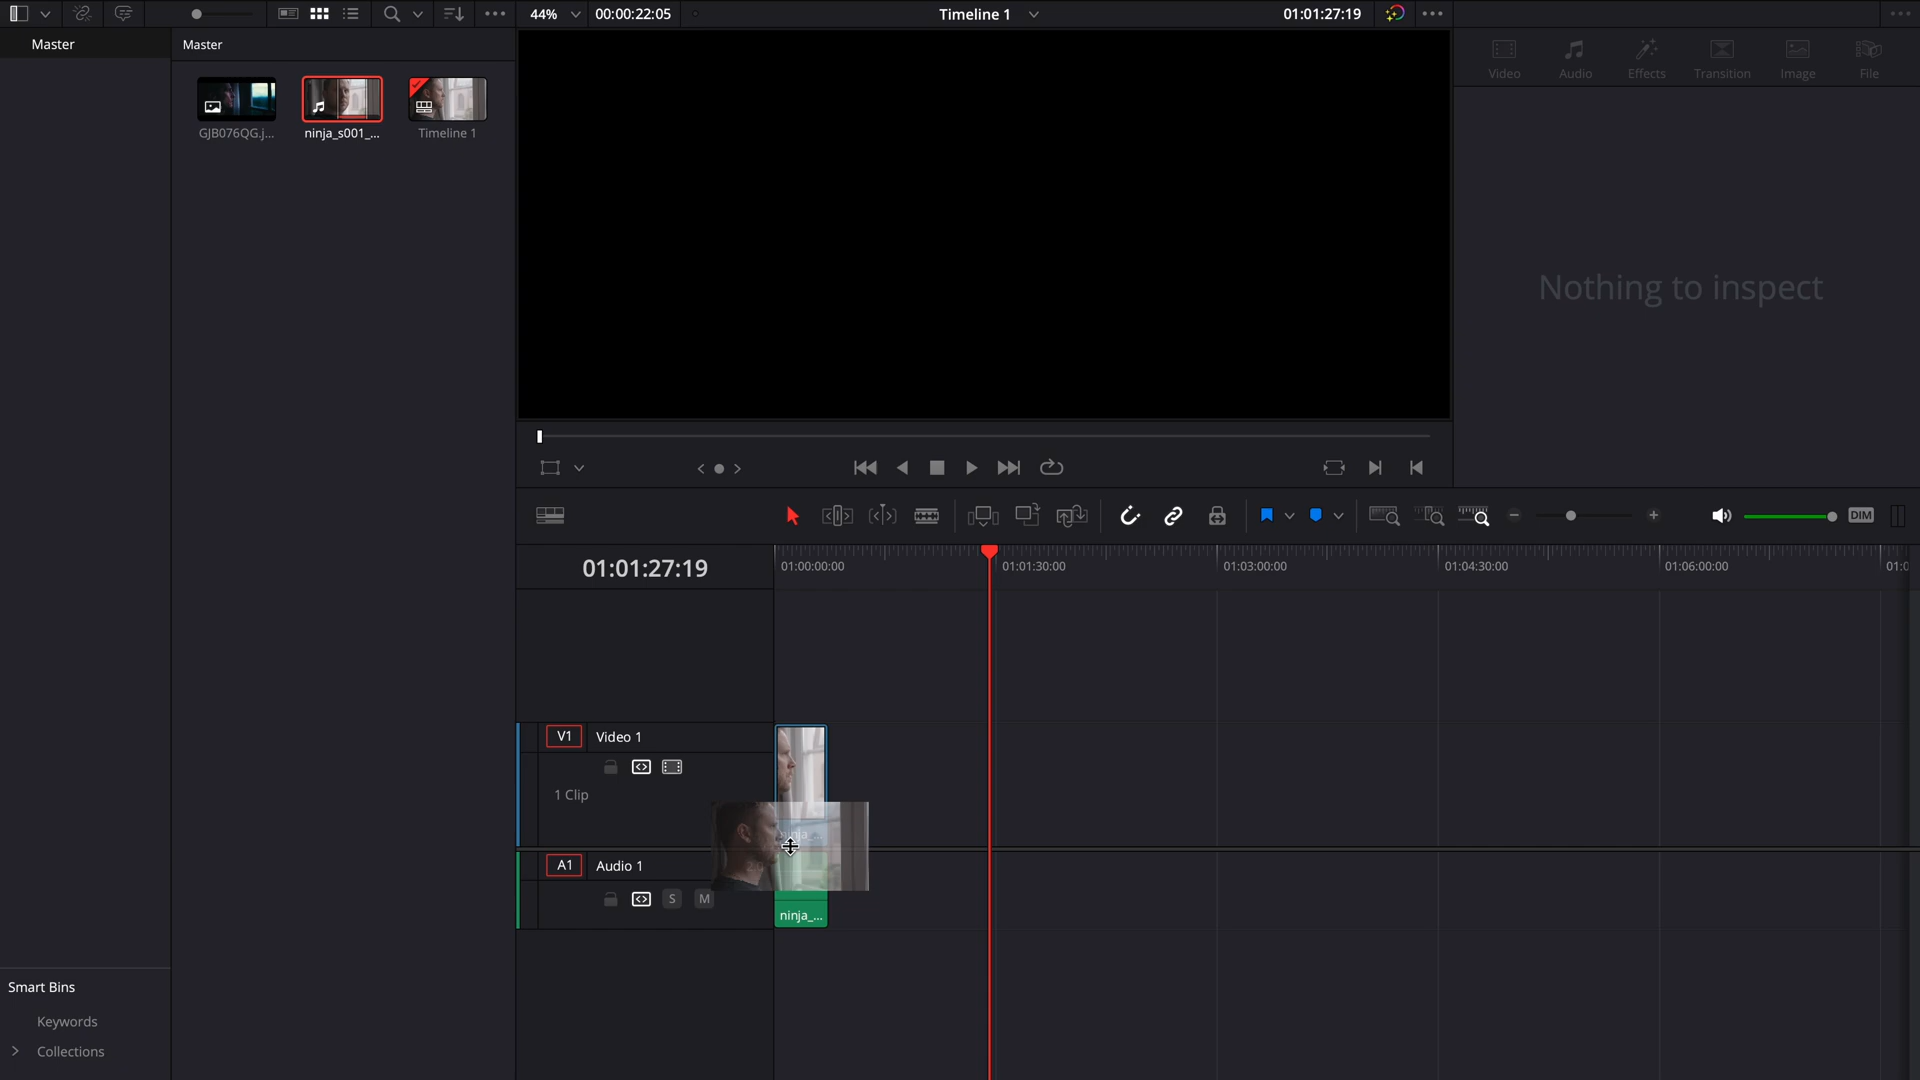 44%
00:00:22:05
Timeline 1
01:01:27:19
Master
Master
Video
Audio
Effects
Transition
Image
File
GJB076QG.j...
ninja_s001_...
Timeline 1
Nothing to inspect
DIM
01:01:27:19
01:00:00:00
01:01:30:00
01:03:00:00
01:04:30:00
01:06:00:00
01:0
V1
Video 1
1 Clip
A1
Audio 1
S
M
ninja_...
ninja_...
Smart Bins
Keywords
Collections